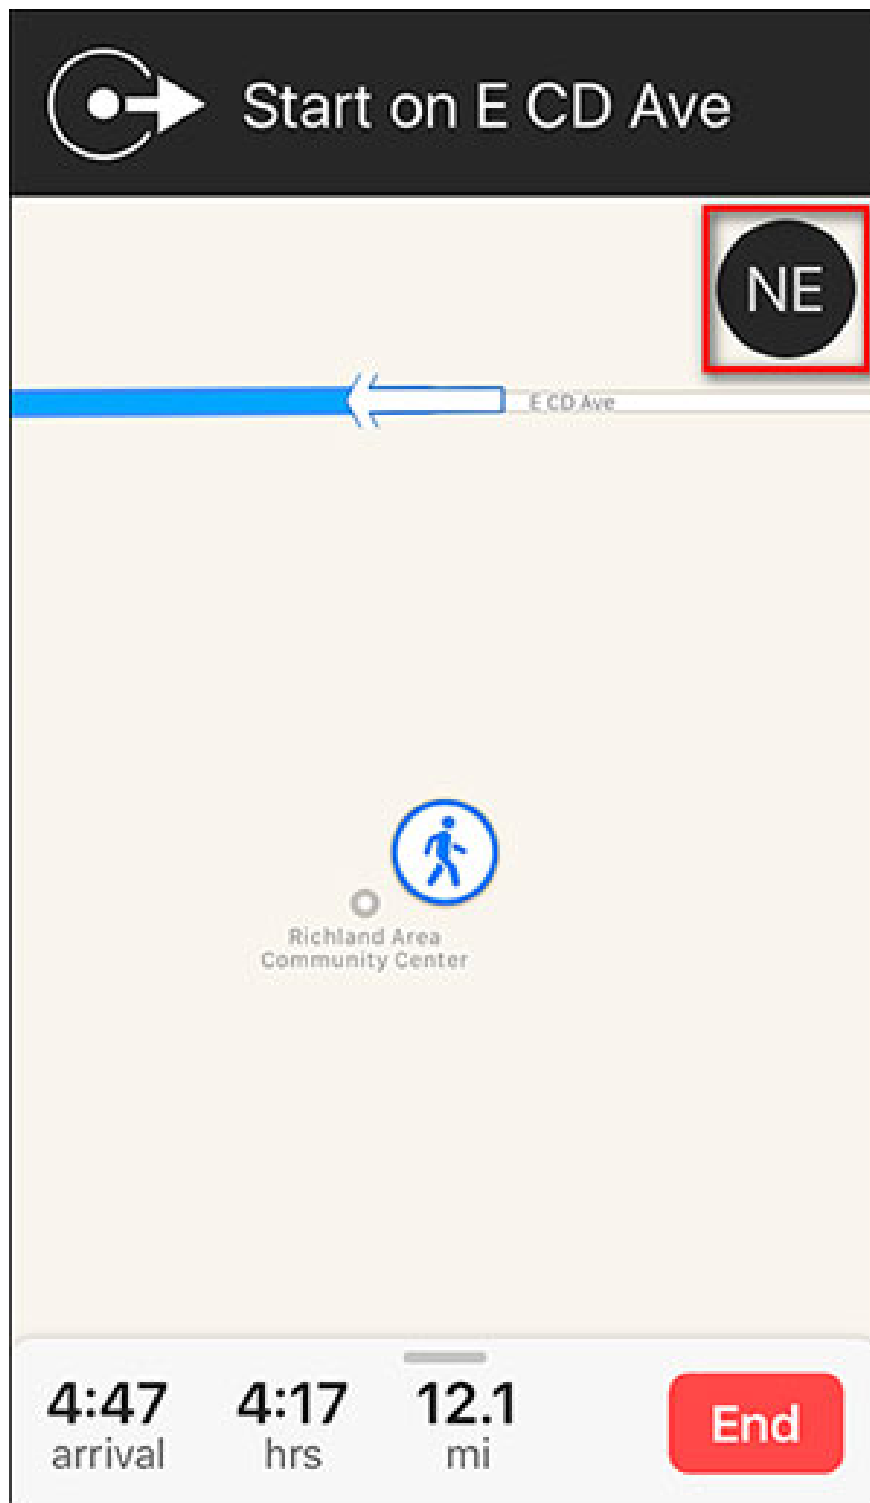 Start on E CD Ave
NE
E CD Ave
Richland Area
Community Center
4:47 4:17 12.1
arrival hrs mi
End